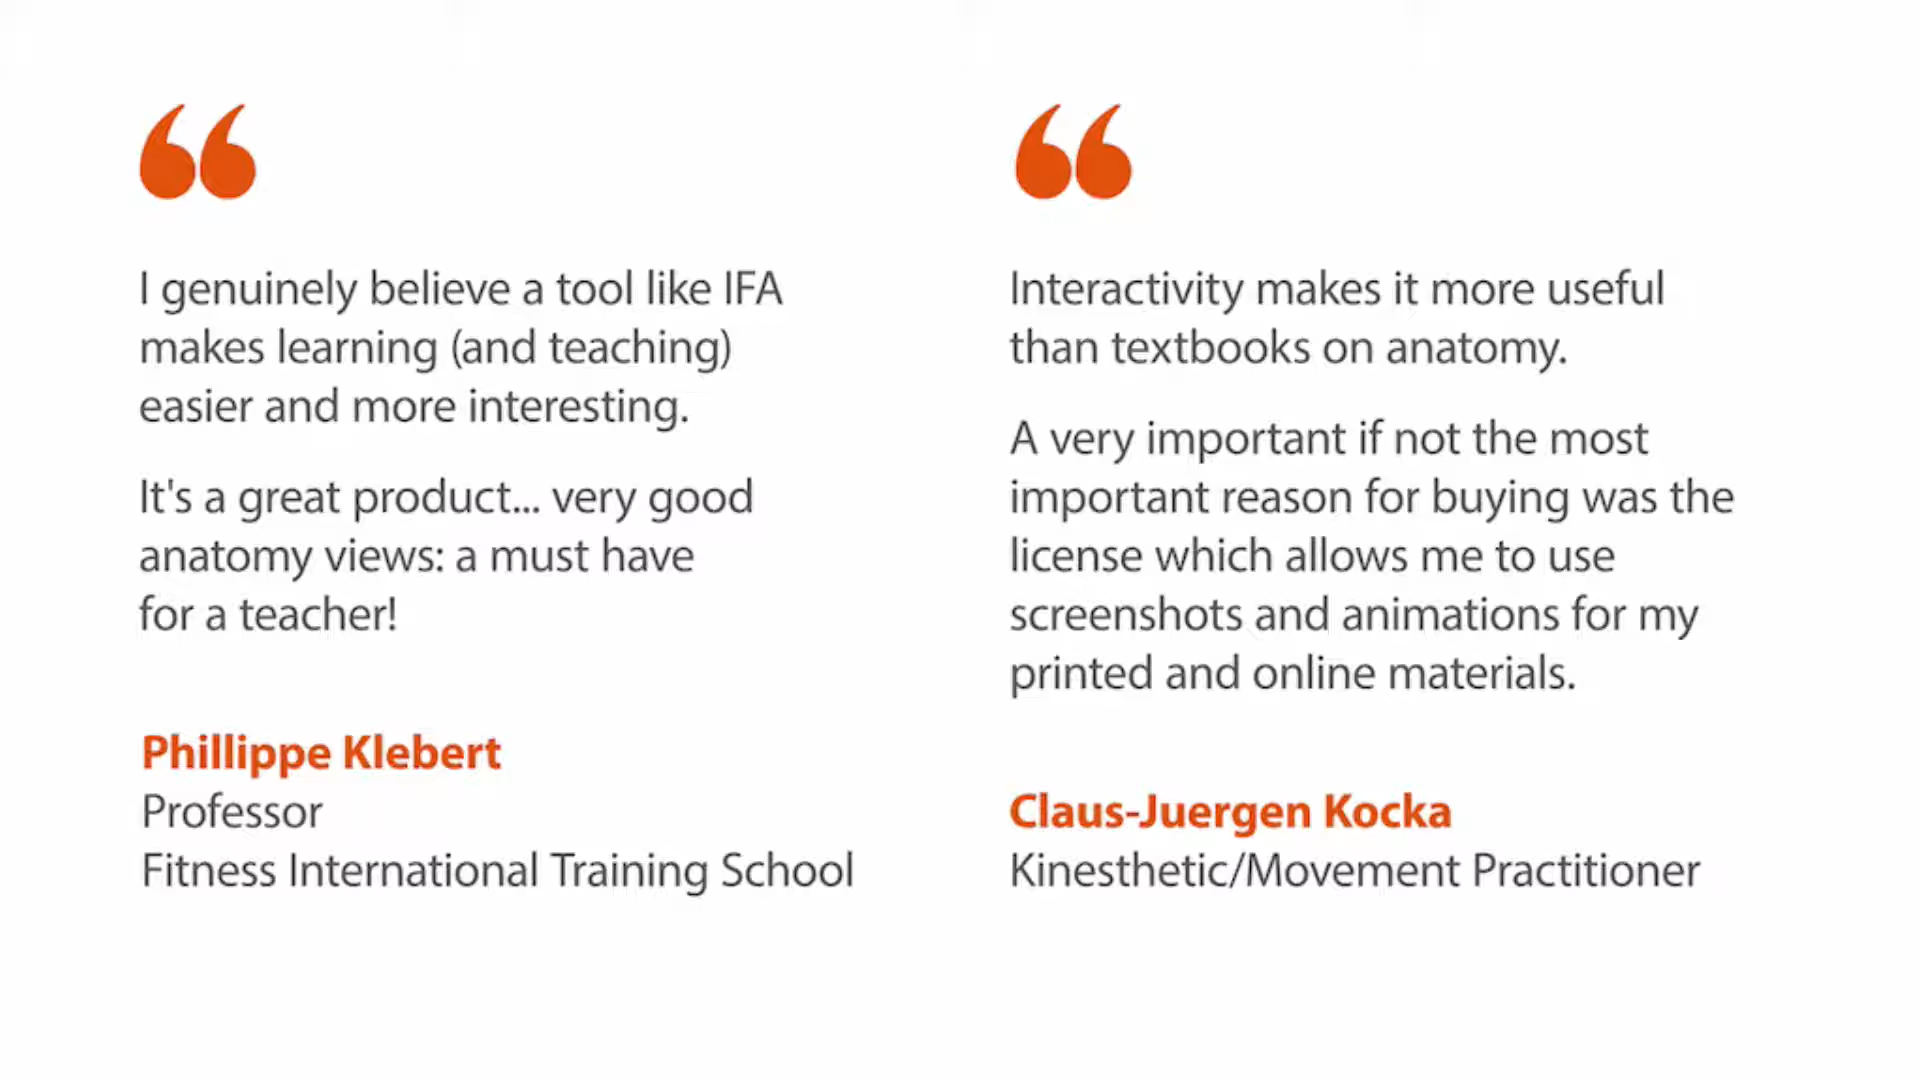 “
I genuinely believe a tool like IFA
makes learning (and teaching)
easier and more interesting.
It's a great product... very good
anatomy views: a must have
for a teacher!
Phillippe Klebert
Professor
Fitness International Training School
“
Interactivity makes it more useful
than textbooks on anatomy.
A very important if not the most
important reason for buying was the
license which allows me to use
screenshots and animations for my
printed and online materials.
Claus-Juergen Kocka
Kinesthetic/Movement Practitioner